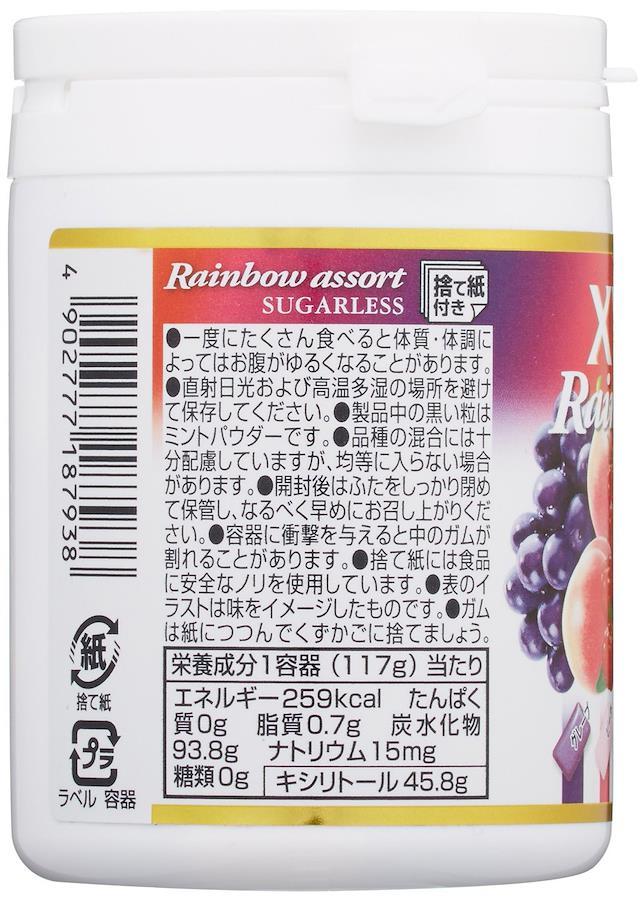 4 902777 187938
Rainbow assort
SUGARLESS
捨て紙
付き
●一度にたくさん食べると体質・体調に
よってはお腹がゆるくなることがあります。
●直射日光および高温多湿の場所を避け
て保存してください。●製品中の黒い粒は
ミントパウダーです。●品種の混合には十
分配慮していますが、均等に入らない場合
があります。●開封後はふたをしっかり閉め
て保管し、なるべく早めにお召し上がりくだ
さい。●容器に衝撃を与えると中のガムが
割れることがあります。●捨て紙には食品
に安全なノリを使用しています。●表のイ
ラストは味をイメージしたものです。●ガム
は紙につつんでくずかごに捨てましょう。
栄養成分1容器（117g）当たり
エネルギー259kcal たんぱく
質0g 脂質0.7g 炭水化物
93.8g ナトリウム15mg
糖類0g キシリトール45.8g
紙
捨て紙
プラ
ラベル 容器
X
Rai
グレープ